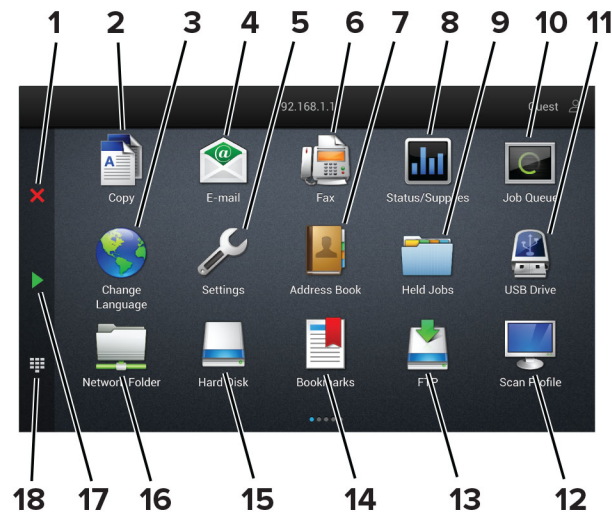 1 2 3 4 5 6 7 8 9 10 11
92.168.1.1 Guest
A @
Copy E-mail Fax Status/Supplies Job Queue
Change
Language Settings Address Book Held Jobs USB Drive
Network Folder Hard Disk Bookmarks FTP Scan Profile
18 17 16 15 14 13 12